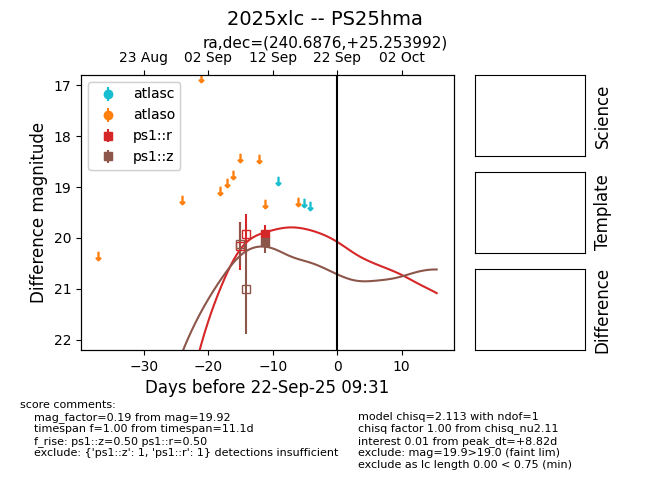 2025xlc -- PS25hma
ra,dec=(240.6876,+25.253992)
23 Aug 02 Sep 12 Sep 22 Sep 02 Oct
atlasc
atlaso
ps1::r
ps1::z
17
18
19
20
21
22
Difference magnitude
−30 −20 −10 0 10
Days before 22-Sep-25 09:31
Science
Template
Difference
score comments:
mag_factor=0.19 from mag=19.92
timespan f=1.00 from timespan=11.1d
f_rise: ps1::z=0.50 ps1::r=0.50
exclude: {'ps1::z': 1, 'ps1::r': 1} detections insufficient
model chisq=2.113 with ndof=1
chisq factor 1.00 from chisq_nu2.11
interest 0.01 from peak_dt=+8.82d
exclude: mag=19.9>19.0 (faint lim)
exclude as lc length 0.00 < 0.75 (min)